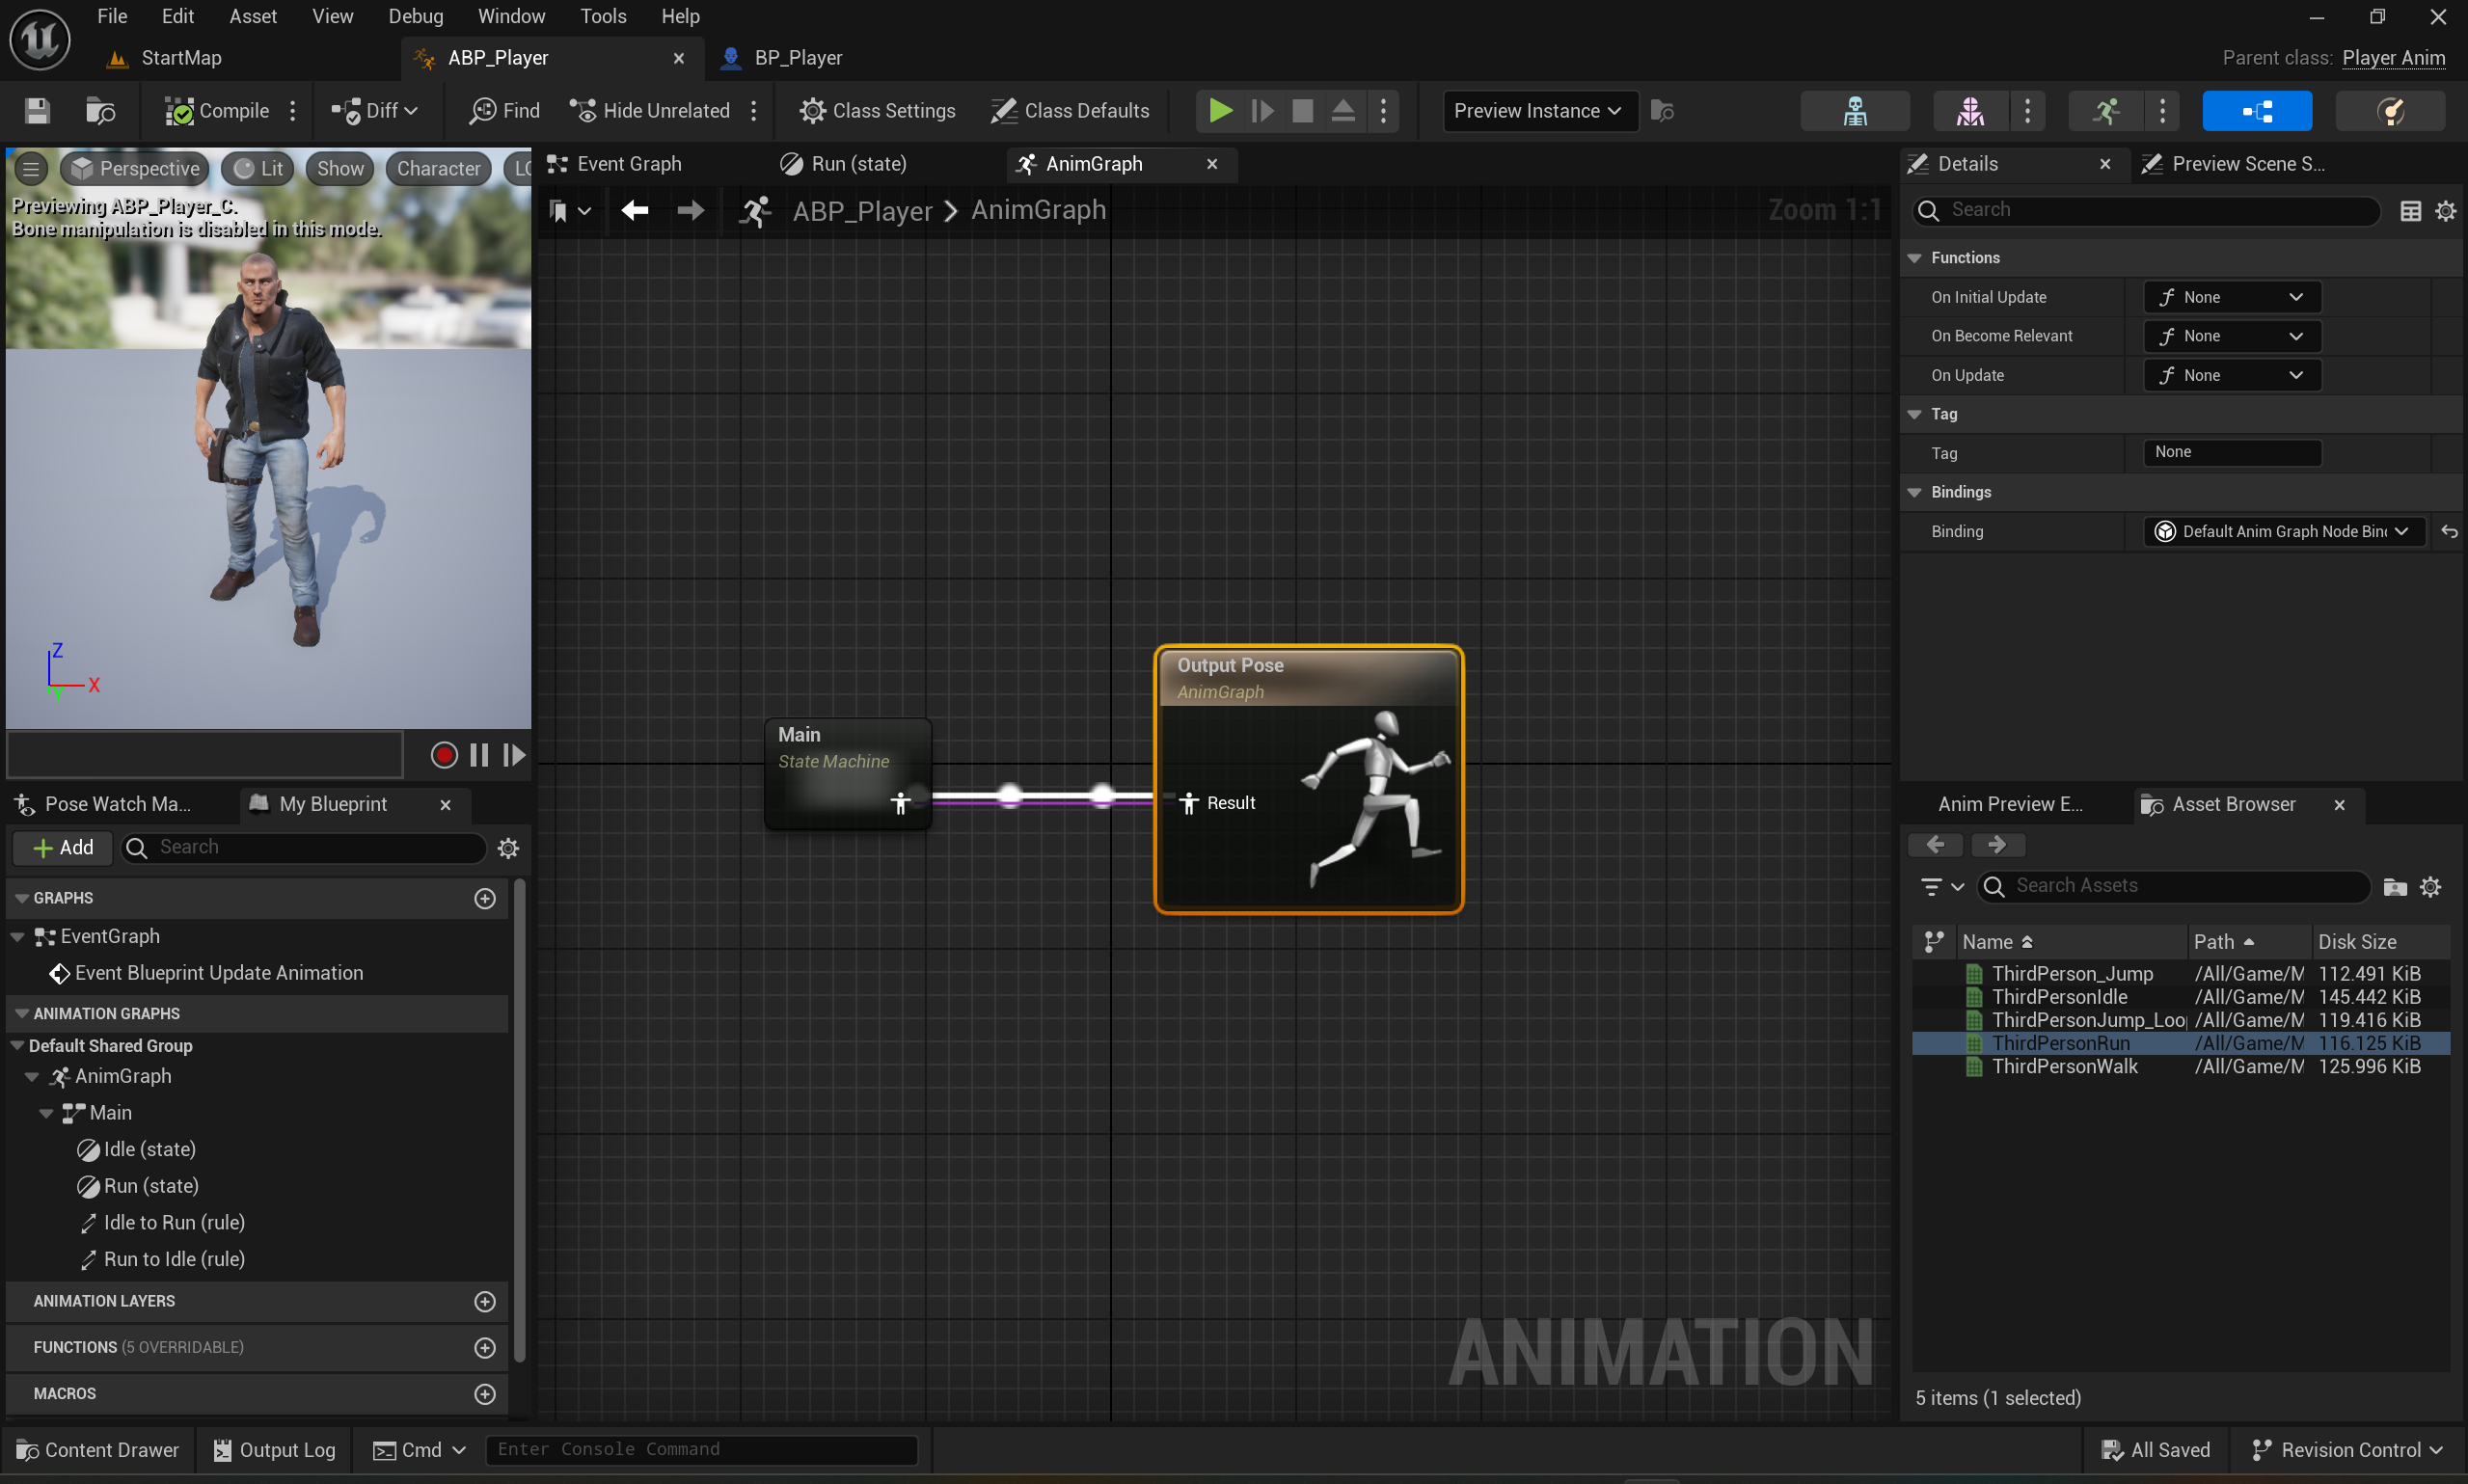 File Edit Asset View Debug Window Tools Help
StartMap ABP_Player BP_Player Parent class: Player Anim
Compile Diff Find Hide Unrelated Class Settings Class Defaults Preview Instance
Perspective Lit Show Character LO
Previewing ABP_Player_C.
Bone manipulation is disabled in this mode.
Z
X
Y
Event Graph Run (state) AnimGraph
ABP_Player > AnimGraph Zoom 1:1
Main
State Machine
Output Pose
AnimGraph
Result
ANIMATION
Details Preview Scene S...
Search
Functions
On Initial Update None
On Become Relevant None
On Update None
Tag
Tag None
Bindings
Binding Default Anim Graph Node Bin
Pose Watch Ma... My Blueprint
Add Search
GRAPHS
EventGraph
Event Blueprint Update Animation
ANIMATION GRAPHS
Default Shared Group
AnimGraph
Main
Idle (state)
Run (state)
Idle to Run (rule)
Run to Idle (rule)
ANIMATION LAYERS
FUNCTIONS (5 OVERRIDABLE)
MACROS
Anim Preview E... Asset Browser
Search Assets
Name Path Disk Size
ThirdPerson_Jump /All/Game/M 112.491 KiB
ThirdPersonIdle /All/Game/M 145.442 KiB
ThirdPersonJump_Loop /All/Game/M 119.416 KiB
ThirdPersonRun /All/Game/M 116.125 KiB
ThirdPersonWalk /All/Game/M 125.996 KiB
5 items (1 selected)
Content Drawer Output Log Cmd Enter Console Command All Saved Revision Control